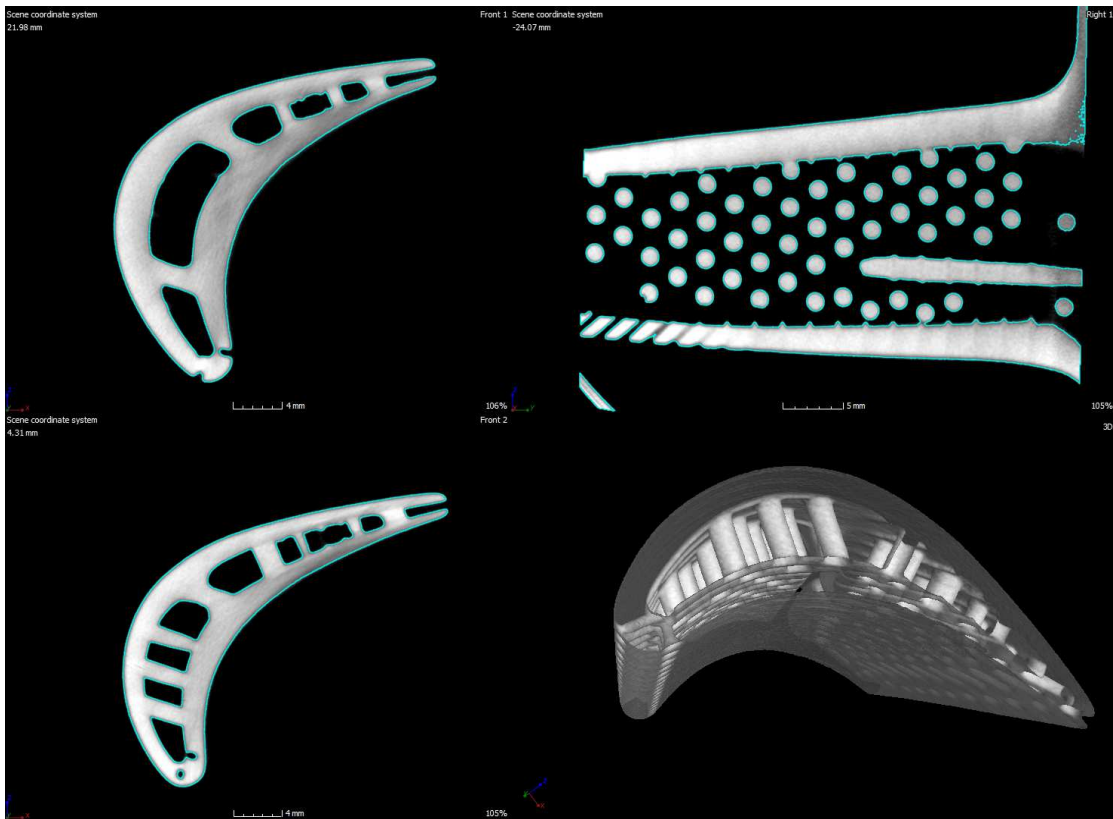 Scene coordinate system
21.98 mm
Front 1
4 mm
106%
Scene coordinate system
-24.07 mm
Right 1
5 mm
105%
Scene coordinate system
4.31 mm
Front 2
4 mm
105%
3D